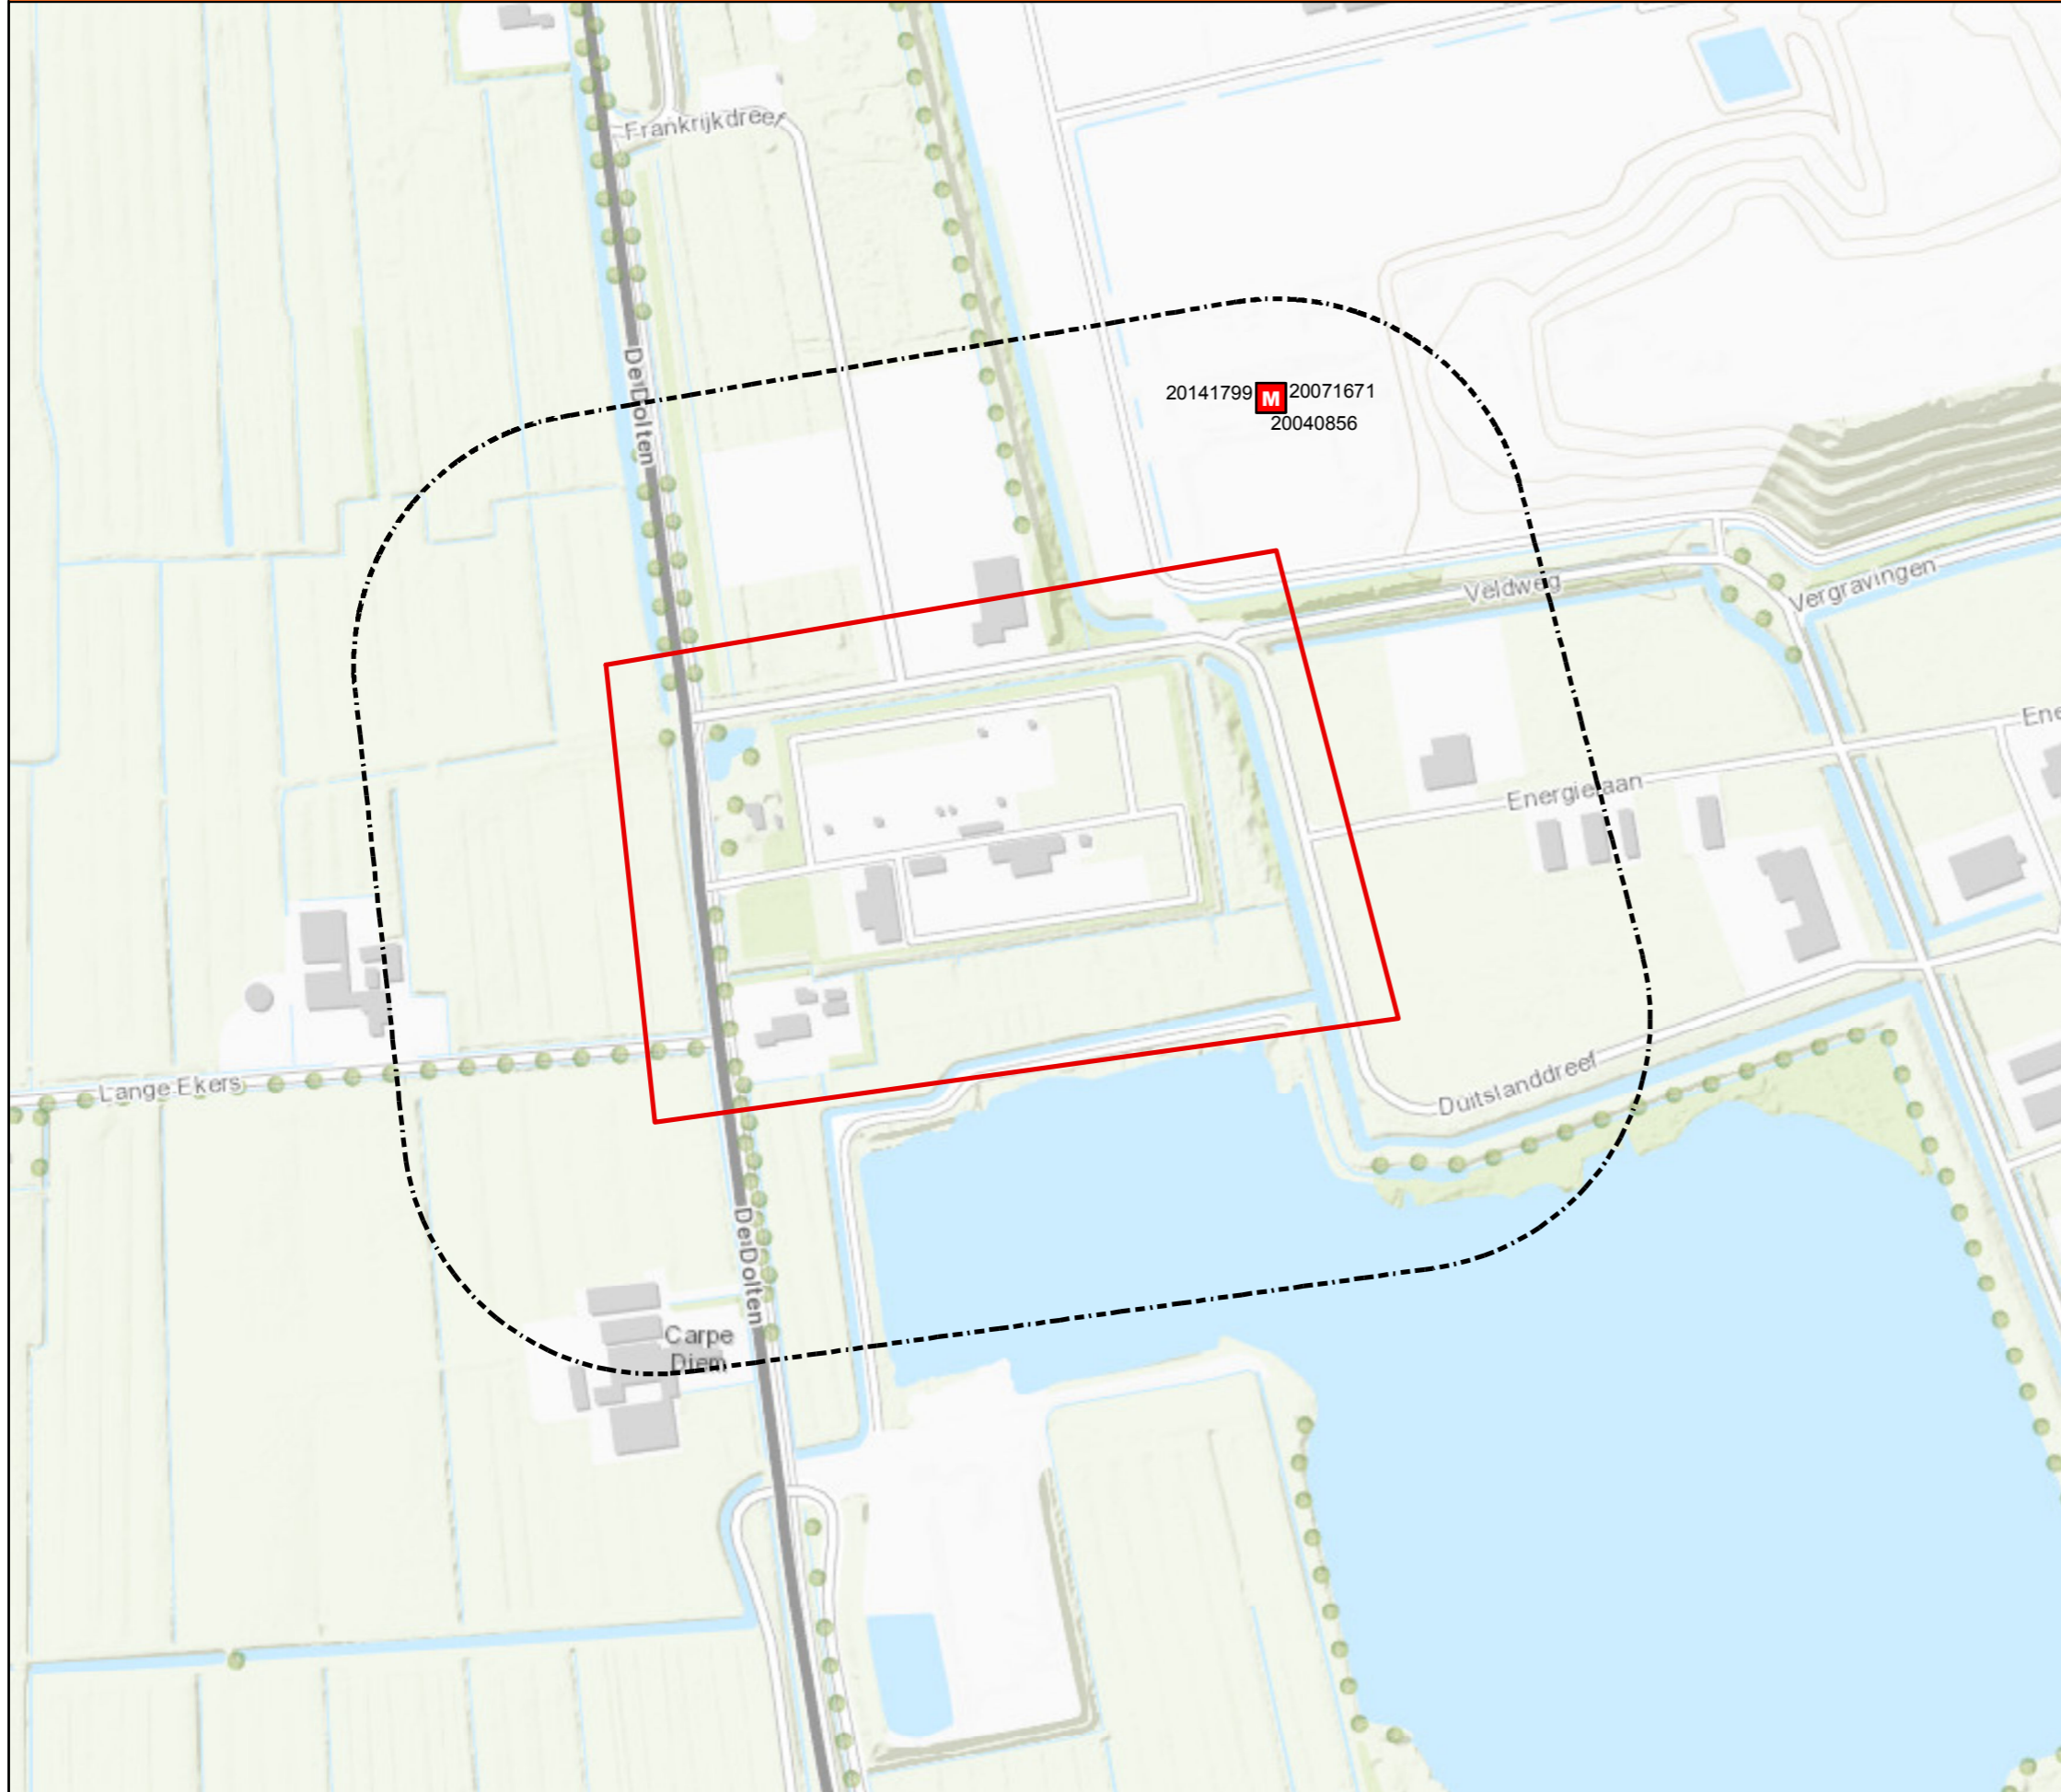 Frankrijkdreef
De Dolten
20141799 M 20071671
20040856
Veldweg
Vergravingen
Ene
Energielaan
Lange Ekers
Duitslanddreef
De Dolten
Carpe
Diem